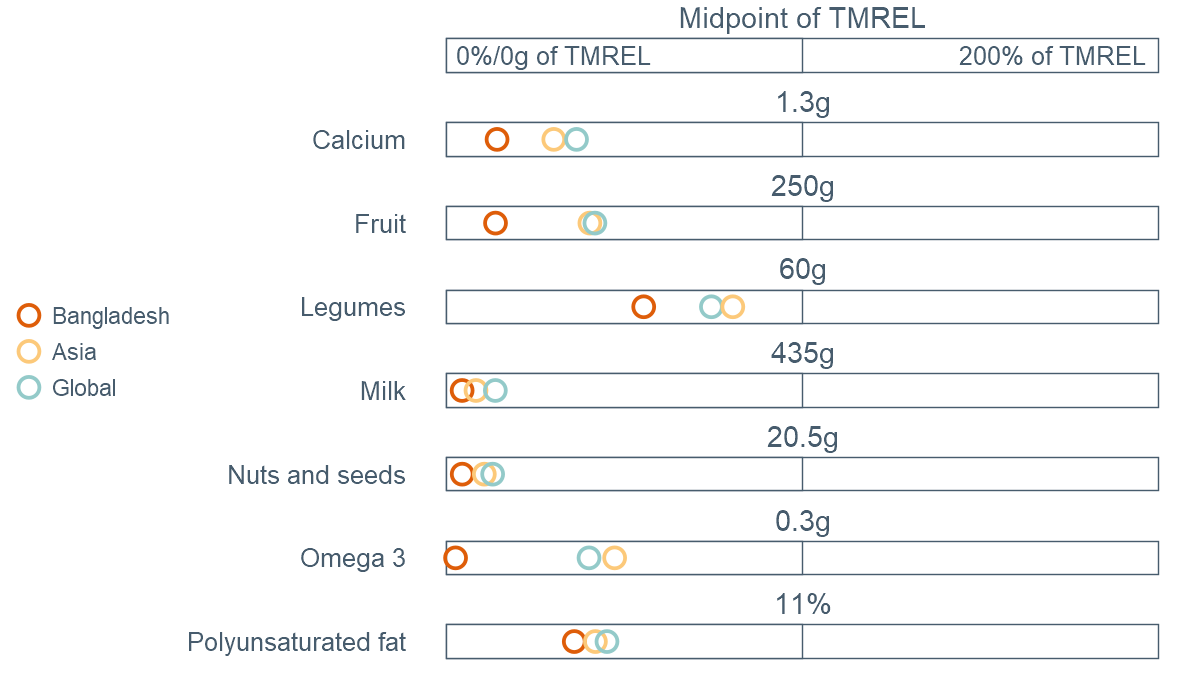 Midpoint of TMREL
0%/0g of TMREL
200% of TMREL
1.3g
Calcium
250g
Fruit
60g
Legumes
435g
Milk
20.5g
Nuts and seeds
0.3g
Omega 3
11%
Polyunsaturated fat
Bangladesh
Asia
Global